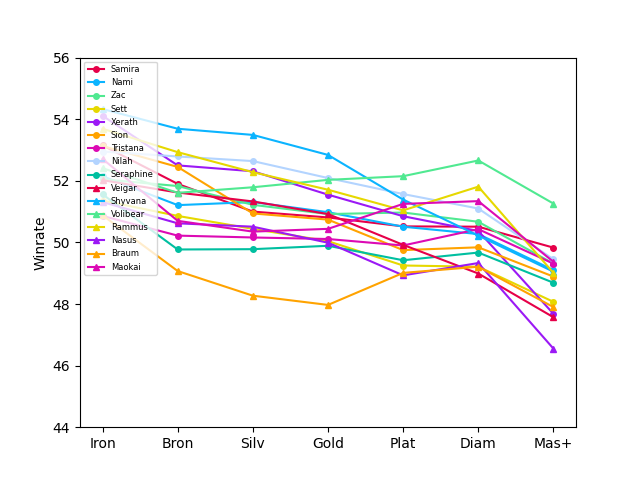 56
54
52
50
48
46
44
Winrate
Samira
Nami
Zac
Sett
Xerath
Sion
Tristana
Nilah
Seraphine
Veigar
Shyvana
Volibear
Rammus
Nasus
Braum
Maokai
Iron Bron Silv Gold Plat Diam Mas+